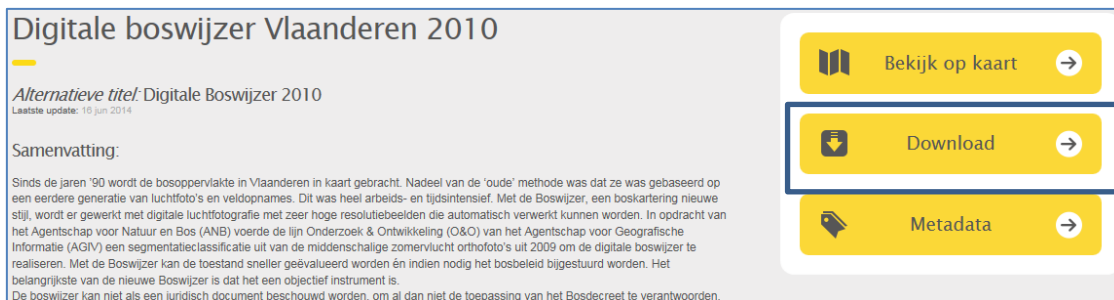 Digitale boswijzer Vlaanderen 2010
Alternatieve titel: Digitale Boswijzer 2010
Laatste update: 16 jun 2014
Samenvatting:
Sinds de jaren '90 wordt de bosoppervlakte in Vlaanderen in kaart gebracht. Nadeel van de 'oude' methode was dat ze was gebaseerd op
een eerdere generatie van luchtfoto's en veldopnames. Dit was heel arbeids- en tijdsintensief. Met de Boswijzer, een boskartering nieuwe
stijl, wordt er gewerkt met digitale luchtfotografie met zeer hoge resolutiebeelden die automatisch verwerkt kunnen worden. In opdracht van
het Agentschap voor Natuur en Bos (ANB) voerde de lijn Onderzoek & Ontwikkeling (O&O) van het Agentschap voor Geografische
Informatie (AGIV) een segmentatieclassificatie uit van de middenschalige zomervlucht orthofoto's uit 2009 om de digitale boswijzer te
realiseren. Met de Boswijzer kan de toestand sneller geëvalueerd worden én indien nodig het bosbeleid bijgestuurd worden. Het
belangrijkste van de nieuwe Boswijzer is dat het een objectief instrument is.
De boswijzer kan niet als een juridisch document beschouwd worden, om al dan niet de toepassing van het Bosdecreet te verantwoorden.
Bekijk op kaart
Download
Metadata